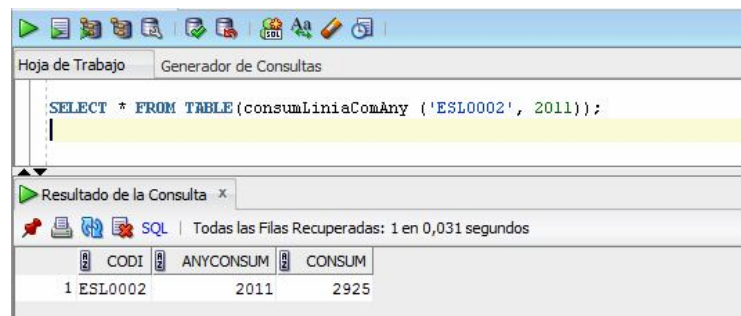 Hoja de Trabajo Generador de Consultas
SELECT * FROM TABLE(consumLiniaComAny ('ESL0002', 2011));
Resultado de la Consulta x
SQL | Todas las Filas Recuperadas: 1 en 0,031 segundos
CODI ANYCONSUM CONSUM
1 ESL0002 2011 2925